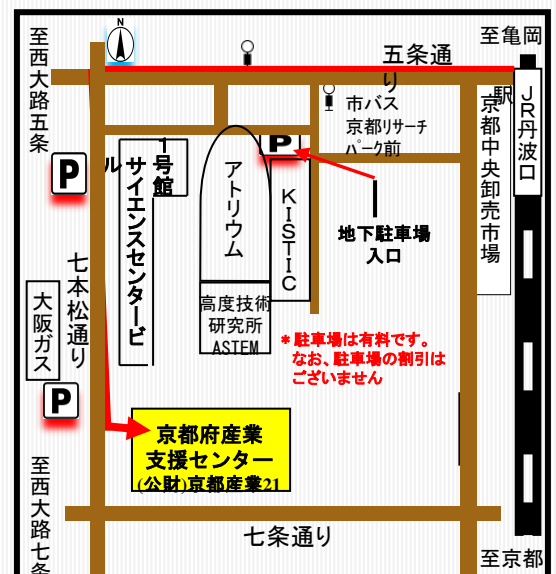 N
至亀岡
至西大路五条
五条通り
駅
JR丹波口
市バス
京都リサーチ
パーク前
京都中央卸売市場
P
P
1号館
サイエンスセンタービル
アトリウム
KISTIC
地下駐車場
入口
七本松通り
大阪ガス
高度技術
研究所
ASTEM
＊駐車場は有料です。
なお、駐車場の割引は
ございません
P
京都府産業
支援センター
(公財)京都産業21
至西大路七条
七条通り
至京都